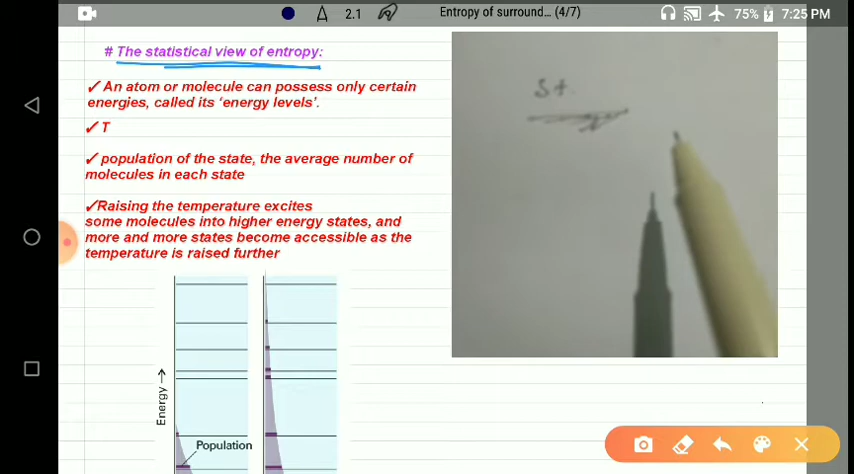 2.1
Entropy of surround... (4/7)
75%
7:25 PM
# The statistical view of entropy:
✓ An atom or molecule can possess only certain
energies, called its 'energy levels'.
✓ T
✓ population of the state, the average number of
molecules in each state
✓Raising the temperature excites
some molecules into higher energy states, and
more and more states become accessible as the
temperature is raised further
Energy →
Population
St